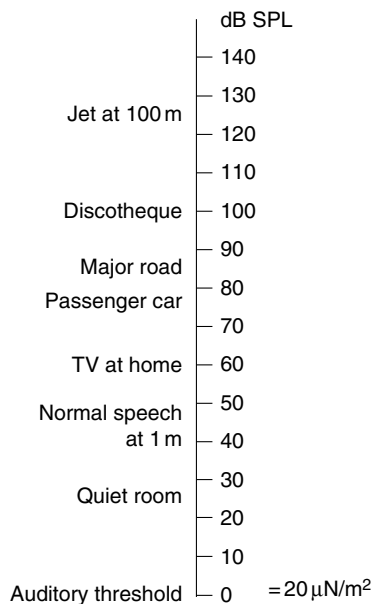 dB SPL
140
130
Jet at 100 m
120
110
Discotheque 100
90
Major road
Passenger car 80
70
TV at home 60
Normal speech 50
at 1 m 40
30
Quiet room
20
10
Auditory threshold 0 = 20 μN/m²